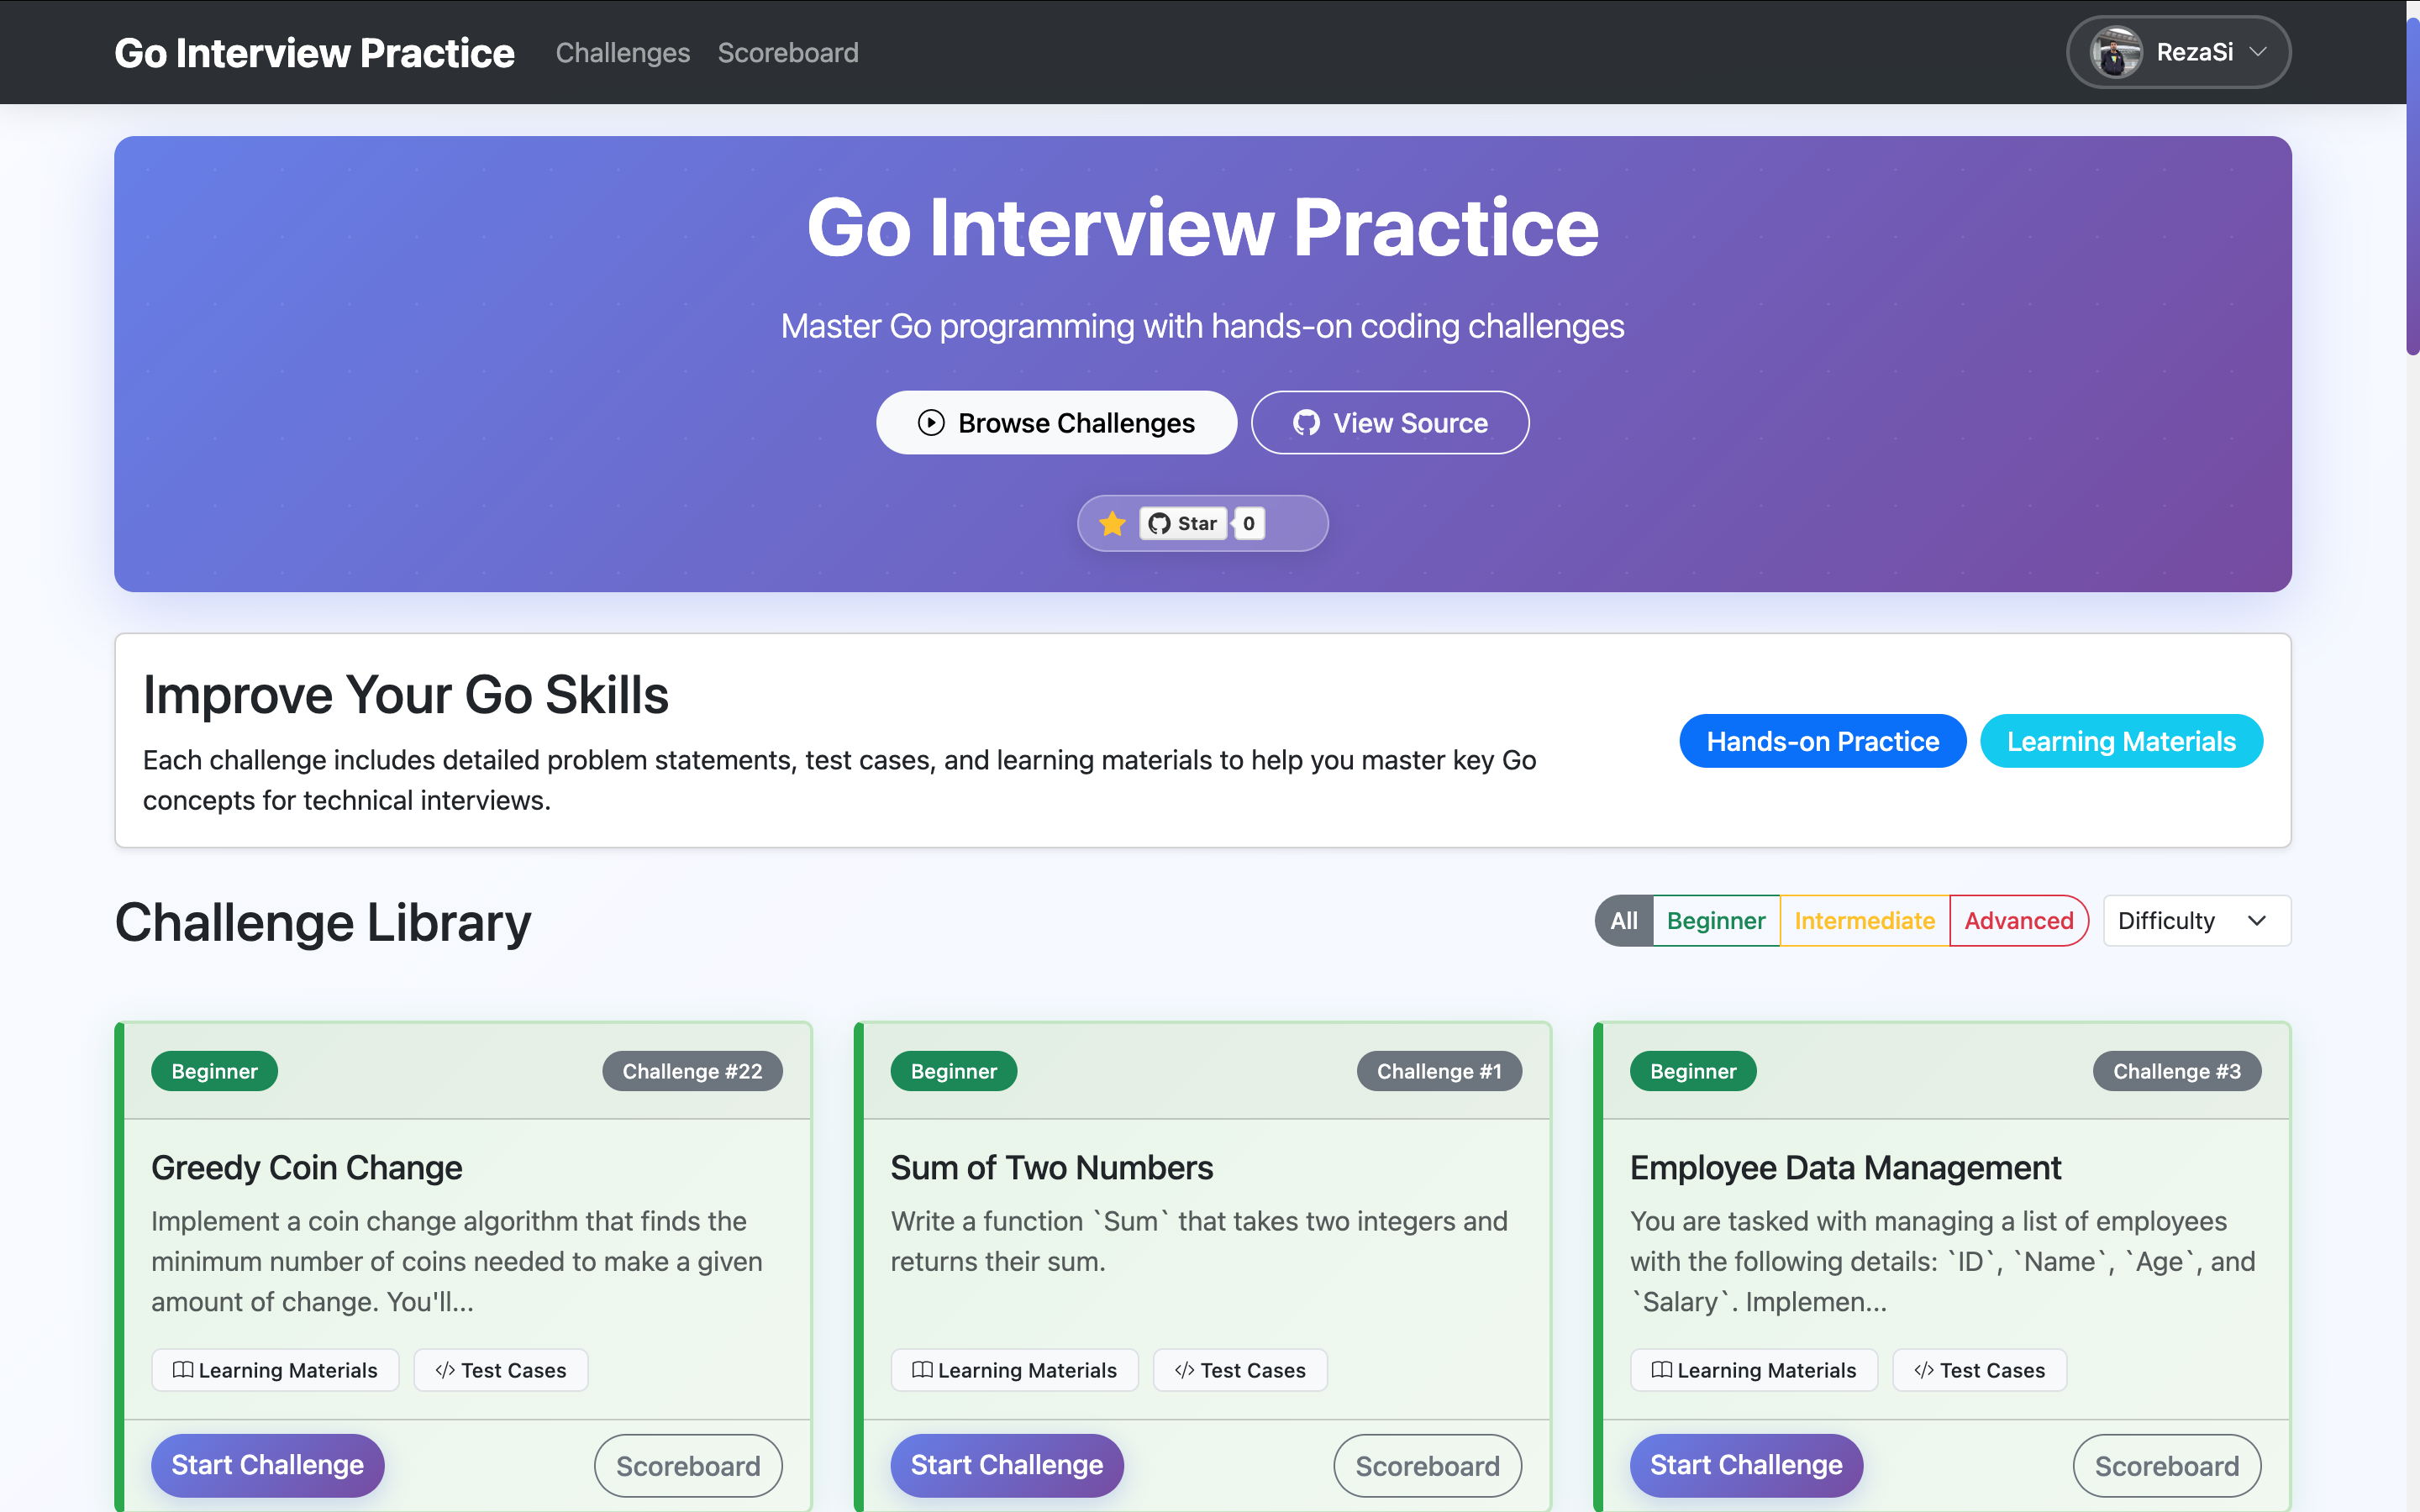 Go Interview Practice
Challenges
Scoreboard
RezaSi
Go Interview Practice
Master Go programming with hands-on coding challenges
Browse Challenges
View Source
Star
0
Improve Your Go Skills
Each challenge includes detailed problem statements, test cases, and learning materials to help you master key Go
concepts for technical interviews.
Hands-on Practice
Learning Materials
Challenge Library
All
Beginner
Intermediate
Advanced
Difficulty
Beginner
Challenge #22
Greedy Coin Change
Implement a coin change algorithm that finds the
minimum number of coins needed to make a given
amount of change. You'll...
Learning Materials
</> Test Cases
Start Challenge
Scoreboard
Beginner
Challenge #1
Sum of Two Numbers
Write a function `Sum` that takes two integers and
returns their sum.
Learning Materials
</> Test Cases
Start Challenge
Scoreboard
Beginner
Challenge #3
Employee Data Management
You are tasked with managing a list of employees
with the following details: `ID`, `Name`, `Age`, and
`Salary`. Implemen...
Learning Materials
</> Test Cases
Start Challenge
Scoreboard